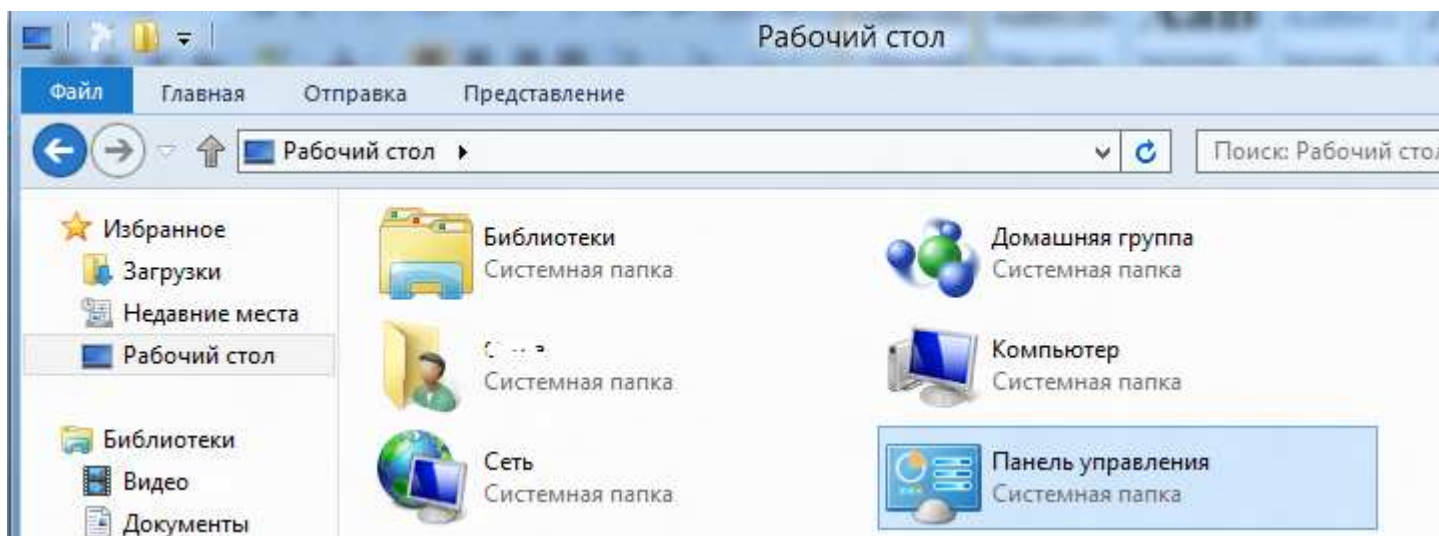 Рабочий стол
Файл Главная Отправка Представление
Рабочий стол
Поиск: Рабочий стол
Избранное
Загрузки
Недавние места
Рабочий стол
Библиотеки
Видео
Документы
Библиотеки
Системная папка
Домашняя группа
Системная папка
Системная папка
Компьютер
Системная папка
Сеть
Системная папка
Панель управления
Системная папка